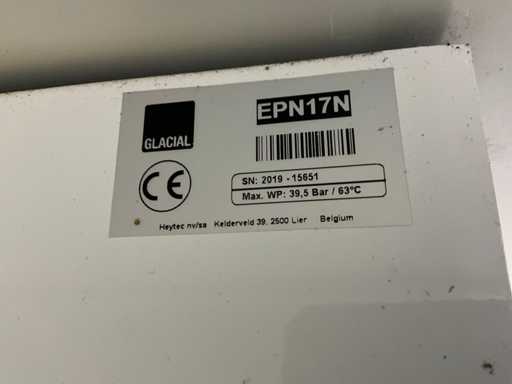 GLACIAL
EPN17N
CE
SN: 2019 - 15651
Max. WP: 39,5 Bar / 63°C
Heytec nv/sa Kelderveld 39, 2500 Lier Belgium